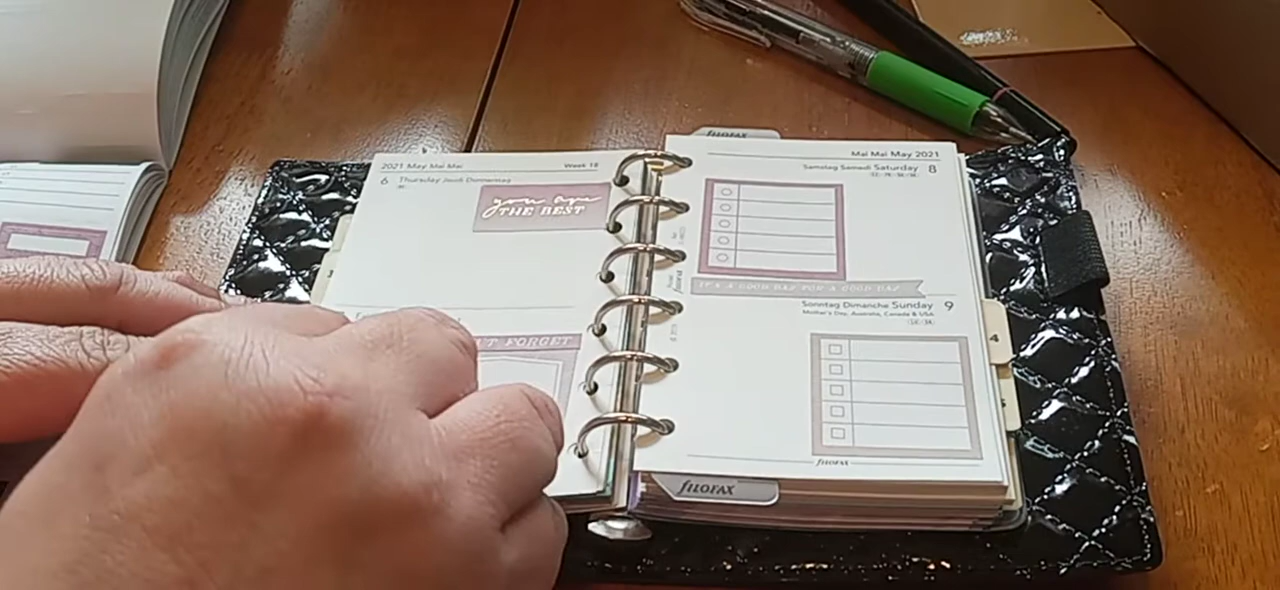 2021 May Mai Mai
Week 18
6 Thursday Jeudi Donnerstag
you are
THE BEST
FORGET
filofax
Mai Mai May 2021
Samstag Samedi Saturday 8
IT'S A GOOD DAY FOR A GOOD DAY
Sonntag Dimanche Sunday 9
Mother's Day, Australia, Canada & USA
filofax
filofax
4